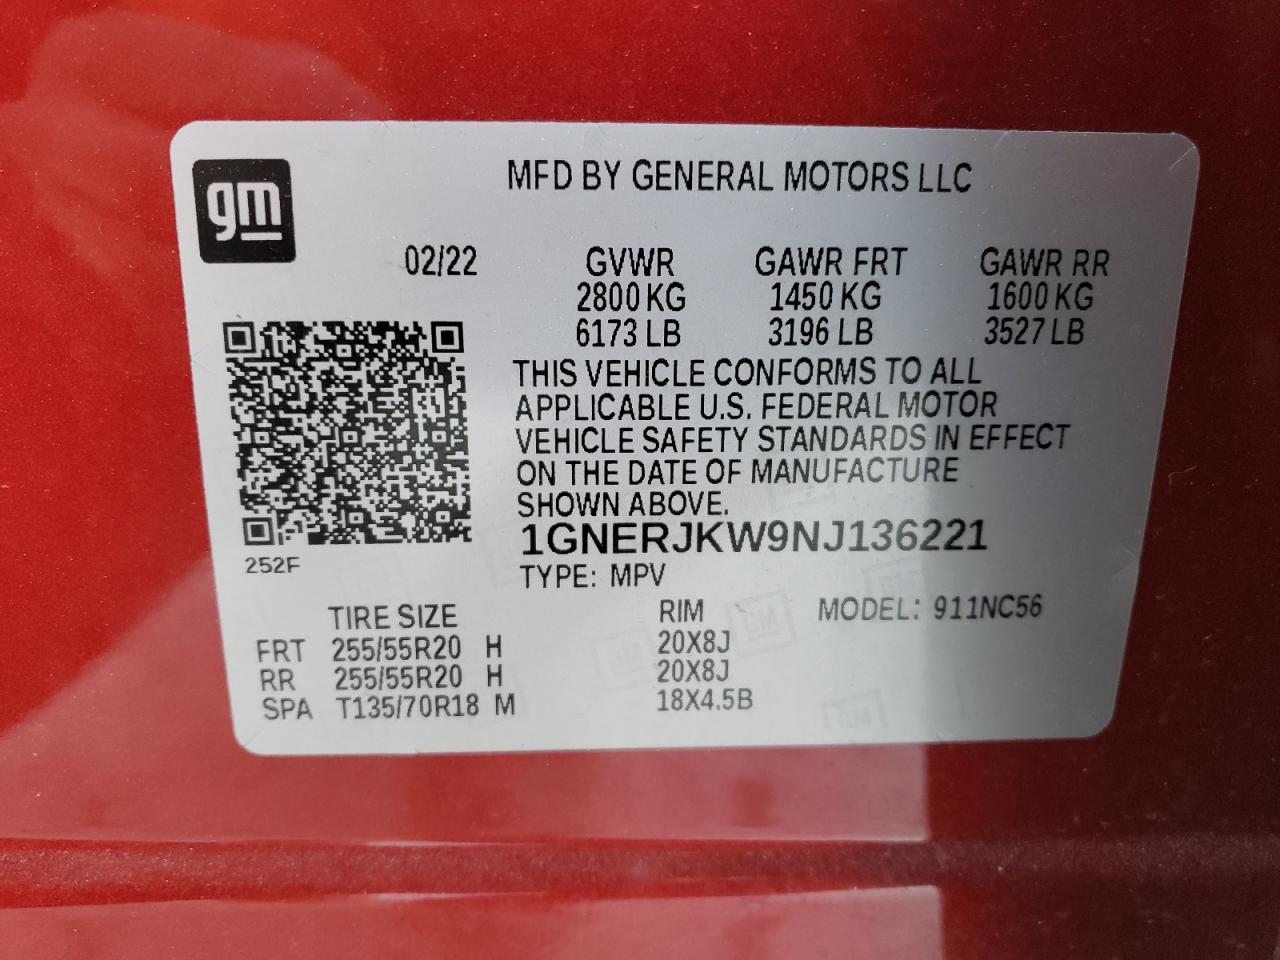 gm
MFD BY GENERAL MOTORS LLC
02/22 GVWR GAWR FRT GAWR RR
2800 KG 1450 KG 1600 KG
6173 LB 3196 LB 3527 LB
THIS VEHICLE CONFORMS TO ALL
APPLICABLE U.S. FEDERAL MOTOR
VEHICLE SAFETY STANDARDS IN EFFECT
ON THE DATE OF MANUFACTURE
SHOWN ABOVE.
1GNERJKW9NJ136221
252F
TYPE: MPV
TIRE SIZE RIM MODEL: 911NC56
FRT 255/55R20 H 20X8J
RR 255/55R20 H 20X8J
SPA T135/70R18 M 18X4.5B